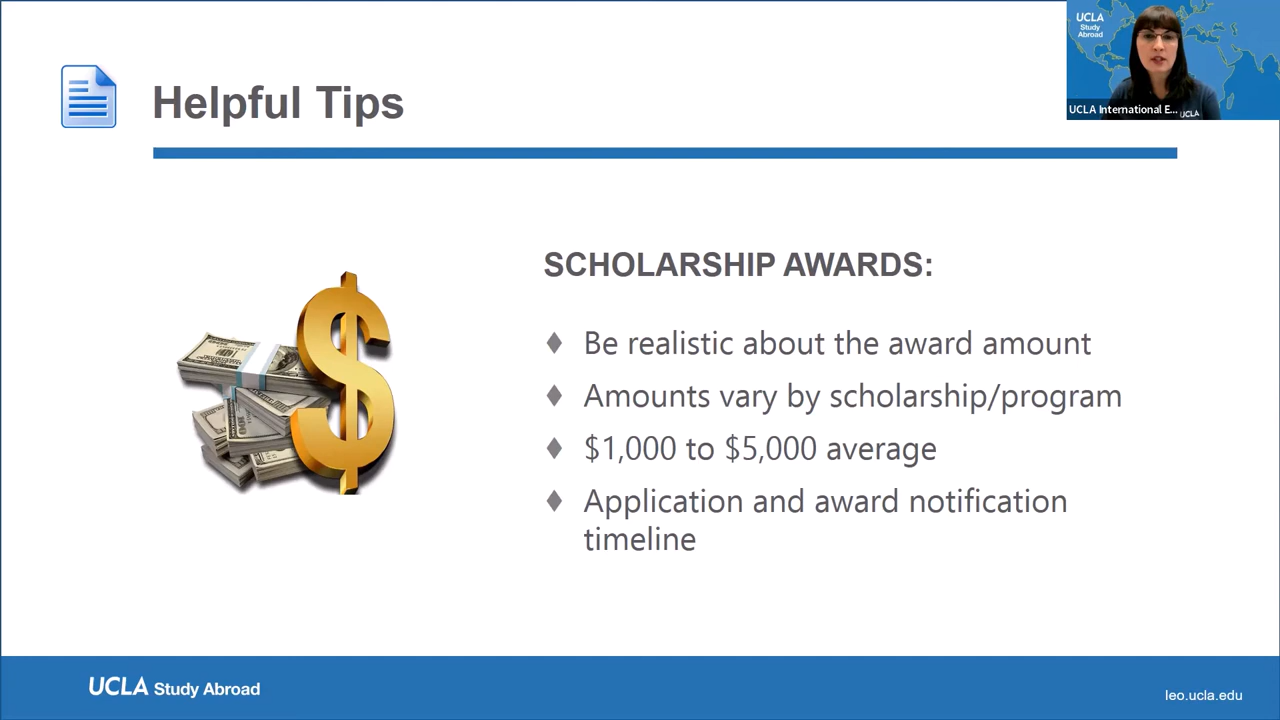 Helpful Tips
UCLA
Study
Abroad
UCLA International E...
UCLA
SCHOLARSHIP AWARDS:
Be realistic about the award amount
Amounts vary by scholarship/program
$1,000 to $5,000 average
Application and award notification
timeline
UCLA Study Abroad
leo.ucla.edu